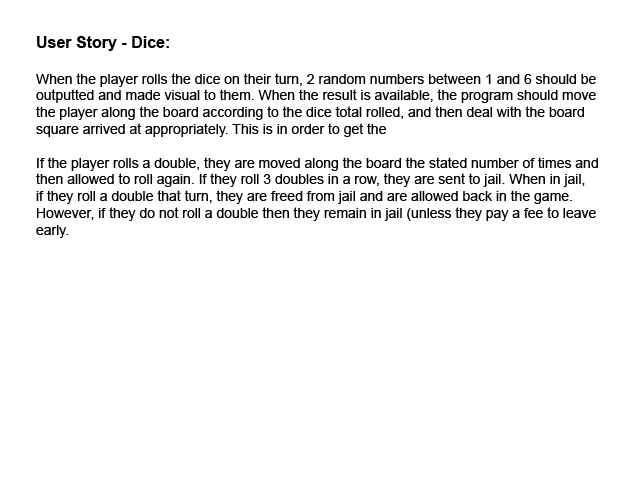 User Story - Dice:
When the player rolls the dice on their turn, 2 random numbers between 1 and 6 should be
outputted and made visual to them. When the result is available, the program should move
the player along the board according to the dice total rolled, and then deal with the board
square arrived at appropriately. This is in order to get the
If the player rolls a double, they are moved along the board the stated number of times and
then allowed to roll again. If they roll 3 doubles in a row, they are sent to jail. When in jail,
if they roll a double that turn, they are freed from jail and are allowed back in the game.
However, if they do not roll a double then they remain in jail (unless they pay a fee to leave
early.